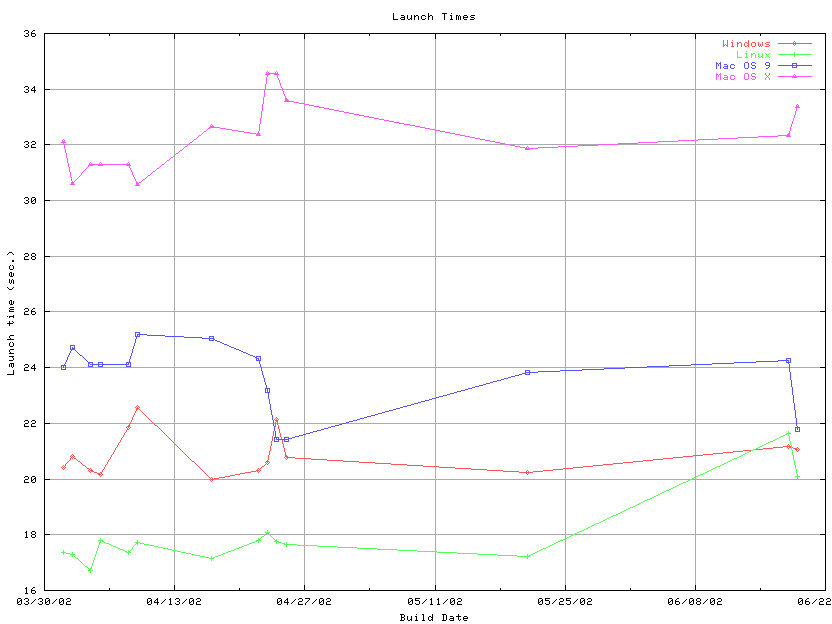 Launch Times
36
34
32
30
28
26
24
22
20
18
16
Launch time (sec.)
Windows
Linux
Mac OS 9
Mac OS X
03/30/02 04/13/02 04/27/02 05/11/02 05/25/02 06/08/02 06/22
Build Date